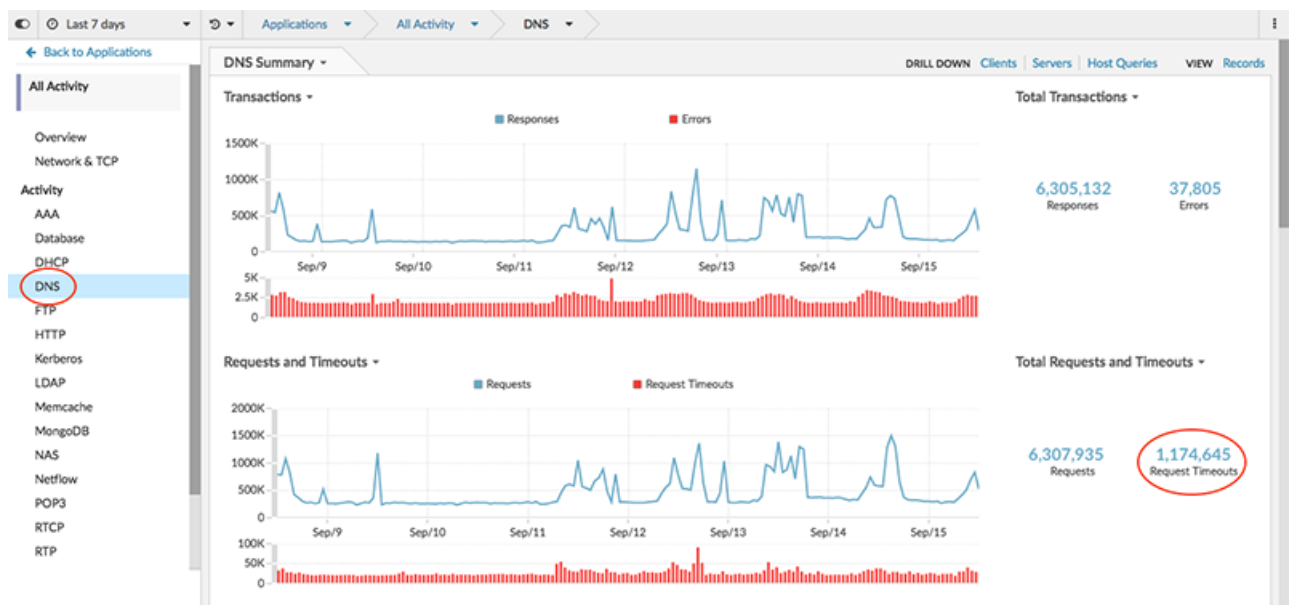 Last 7 days
Applications
All Activity
DNS
Back to Applications
All Activity
Overview
Network & TCP
Activity
AAA
Database
DHCP
DNS
FTP
HTTP
Kerberos
LDAP
Memcache
MongoDB
NAS
Netflow
POP3
RTCP
RTP
DNS Summary
DRILL DOWN Clients Servers Host Queries VIEW Records
Transactions
Responses Errors
1500K
1000K
500K
0
Sep/9 Sep/10 Sep/11 Sep/12 Sep/13 Sep/14 Sep/15
5K
2.5K
0
Total Transactions
6,305,132 37,805
Responses Errors
Requests and Timeouts
Requests Request Timeouts
2000K
1500K
1000K
500K
0
Sep/9 Sep/10 Sep/11 Sep/12 Sep/13 Sep/14 Sep/15
100K
50K
0
Total Requests and Timeouts
6,307,935 1,174,645
Requests Request Timeouts